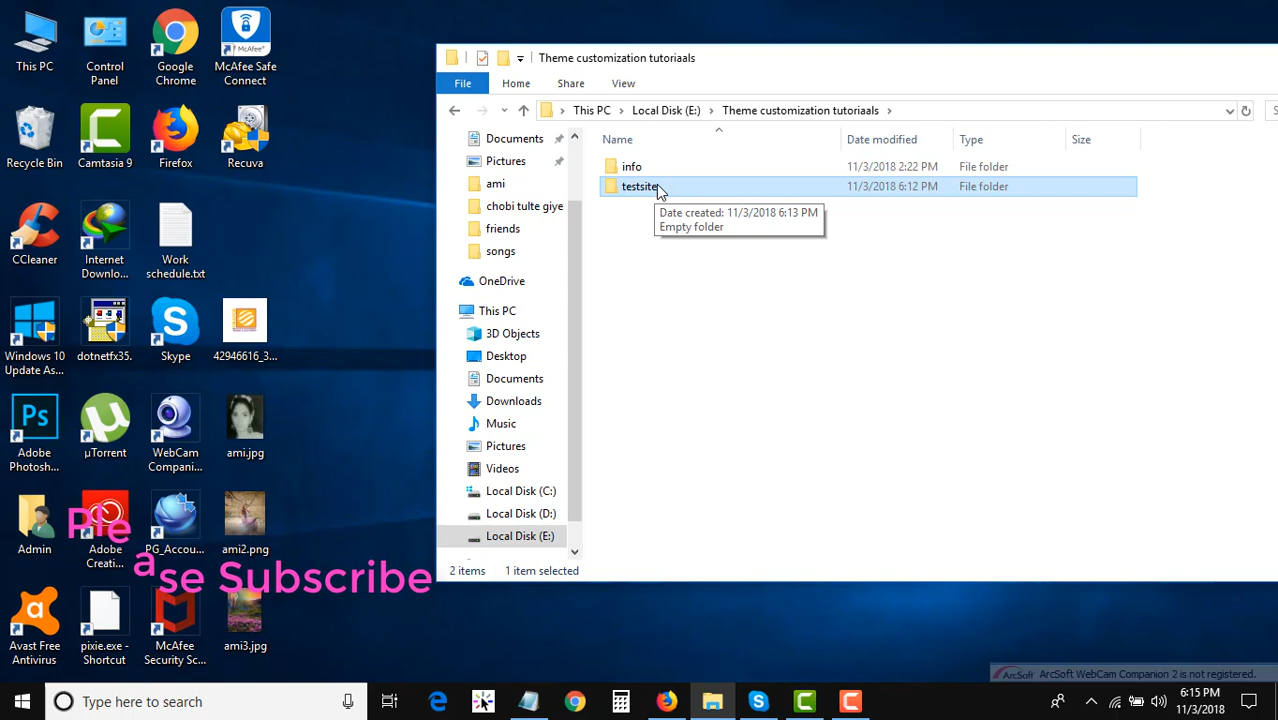 This PC
Control Panel
Google Chrome
McAfee Safe Connect
McAfee
Recycle Bin
Camtasia 9
Firefox
Recuva
CCleaner
Internet Downlo...
Work schedule.txt
Windows 10 Update As...
dotnetfx35.
Skype
42946616_3...
Adobe Photosh...
µTorrent
WebCam Compani...
ami.jpg
Admin
Adobe Creati...
PG_Accou...
ami2.png
Avast Free Antivirus
pixie.exe - Shortcut
McAfee Security Sc...
ami3.jpg
Ple
ase Subscribe
Theme customization tutoriaals
File Home Share View
This PC Local Disk (E:) Theme customization tutoriaals
Name Date modified Type Size
info 11/3/2018 2:22 PM File folder
testsite 11/3/2018 6:12 PM File folder
Date created: 11/3/2018 6:13 PM
Empty folder
Documents
Pictures
ami
chobi tulte giye
friends
songs
OneDrive
This PC
3D Objects
Desktop
Documents
Downloads
Music
Pictures
Videos
Local Disk (C:)
Local Disk (D:)
Local Disk (E:)
2 items 1 item selected
ArcSoft ArcSoft WebCam Companion 2 is not registered.
Type here to search
6:15 PM
11/3/2018